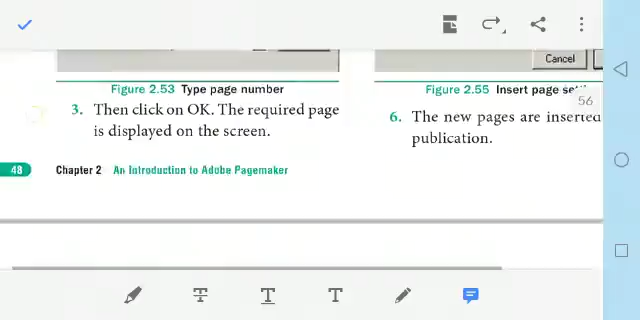 Cancel
Figure 2.53 Type page number
3. Then click on OK. The required page
is displayed on the screen.
Figure 2.55 Insert page
56
6. The new pages are inserted
publication.
48 Chapter 2 An Introduction to Adobe Pagemaker